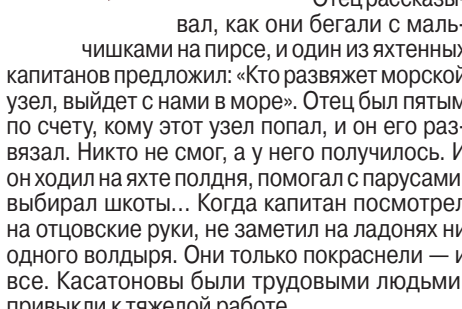 Отец рассказы-
вал, как они бегали с маль-
чишками на пирсе, и один из яхтенных
капитанов предложил: «Кто развяжет морской
узел, выйдет с нами в море». Отец был пятым
по счету, кому этот узел попал, и он его раз-
вязал. Никто не смог, а у него получилось. И
он ходил на яхте полдня, помогал с парусами
выбирал шкоты... Когда капитан посмотрел
на отцовские руки, не заметил на ладонях ни
одного волдыря. Они только покраснели — и
все. Касатоновы были трудовыми людьми
привыкли к тяжелой работе